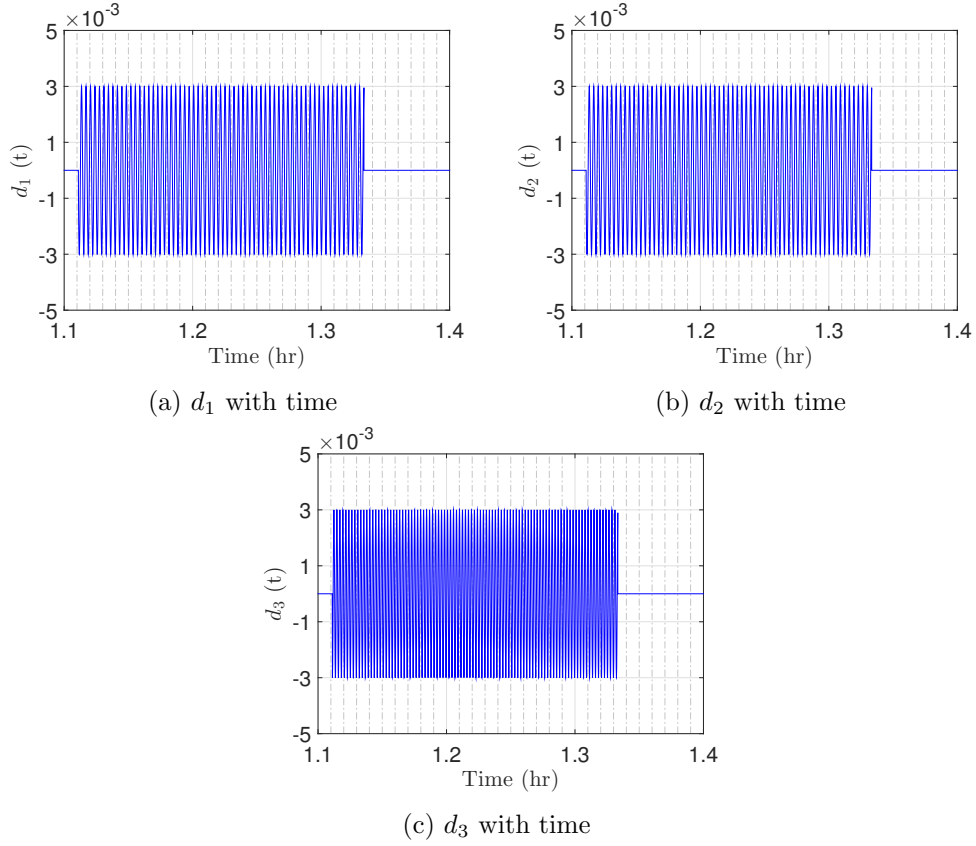 ×10⁻³
5
3
1
-1
-3
-5
d₁ (t)
1.1 1.2 1.3 1.4
Time (hr)
(a) d₁ with time
×10⁻³
5
3
1
-1
-3
-5
d₂ (t)
1.1 1.2 1.3 1.4
Time (hr)
(b) d₂ with time
×10⁻³
5
3
1
-1
-3
-5
d₃ (t)
1.1 1.2 1.3 1.4
Time (hr)
(c) d₃ with time